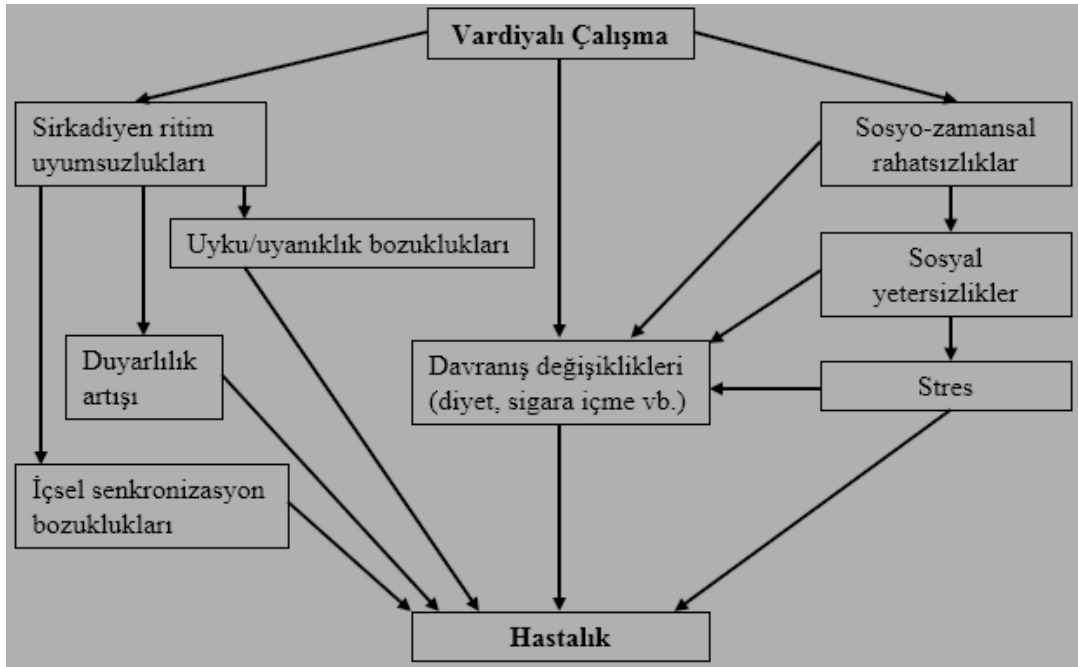 Vardiyalı Çalışma
Sirkadiyen ritim
uyumsuzlukları
Sosyo-zamansal
rahatsızlıklar
Uyku/uyanıklık bozuklukları
Sosyal
yetersizlikler
Duyarlılık
artışı
Davranış değişiklikleri
(diyet, sigara içme vb.)
Stres
İçsel senkronizasyon
bozuklukları
Hastalık